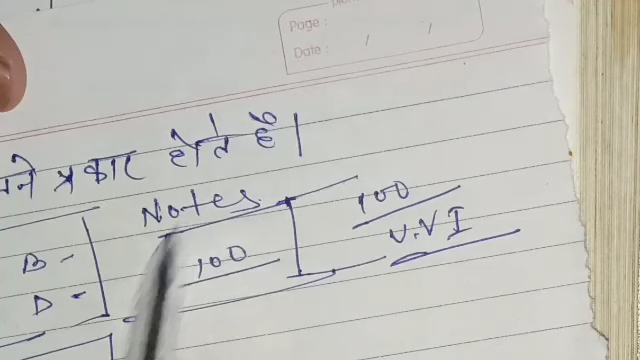 Page :
Date : / /
ने प्रकार होते हैं।
Notes 100
B - 100 V.V I
D -